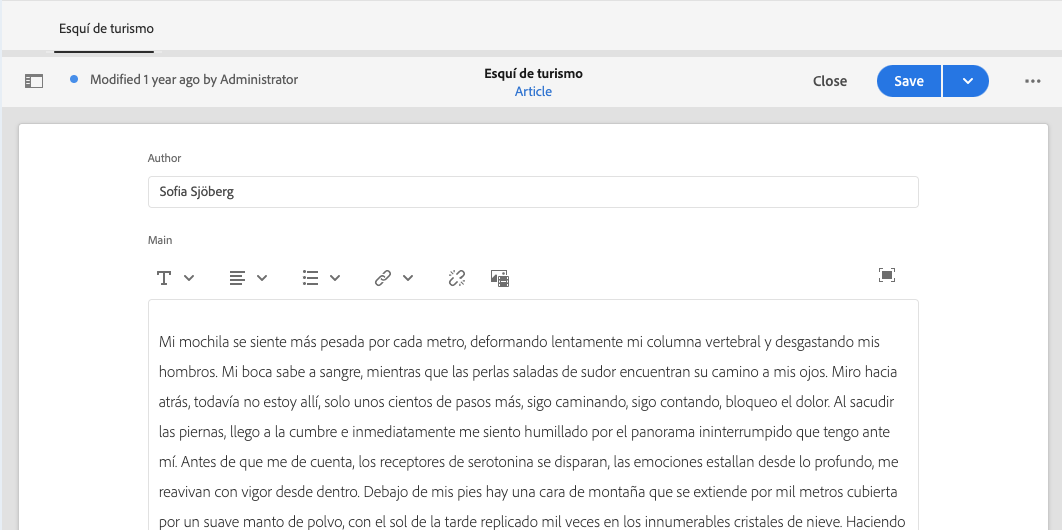 Esquí de turismo
Modified 1 year ago by Administrator
Esquí de turismo
Article
Close
Save
Author
Sofia Sjöberg
Main
Mi mochila se siente más pesada por cada metro, deformando lentamente mi columna vertebral y desgastando mis
hombros. Mi boca sabe a sangre, mientras que las perlas saladas de sudor encuentran su camino a mis ojos. Miro hacia
atrás, todavía no estoy allí, solo unos cientos de pasos más, sigo caminando, sigo contando, bloqueo el dolor. Al sacudir
las piernas, llego a la cumbre e inmediatamente me siento humillado por el panorama ininterrumpido que tengo ante
mí. Antes de que me de cuenta, los receptores de serotonina se disparan, las emociones estallan desde lo profundo, me
reavivan con vigor desde dentro. Debajo de mis pies hay una cara de montaña que se extiende por mil metros cubierta
por un suave manto de polvo, con el sol de la tarde replicado mil veces en los innumerables cristales de nieve. Haciendo